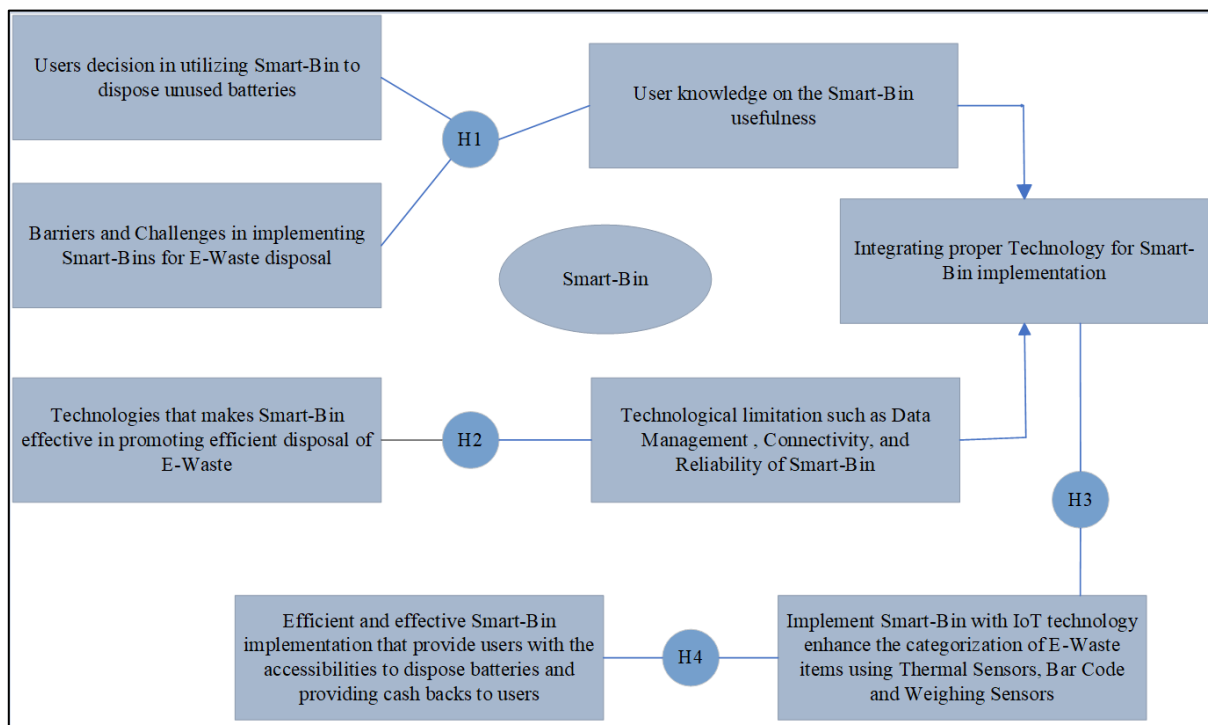 Users decision in utilizing Smart-Bin to
dispose unused batteries
H1
User knowledge on the Smart-Bin
usefulness
Barriers and Challenges in implementing
Smart-Bins for E-Waste disposal
Smart-Bin
Integrating proper Technology for Smart-
Bin implementation
Technologies that makes Smart-Bin
effective in promoting efficient disposal of
E-Waste
H2
Technological limitation such as Data
Management , Connectivity, and
Reliability of Smart-Bin
H3
Efficient and effective Smart-Bin
implementation that provide users with the
accessibilities to dispose batteries and
providing cash backs to users
H4
Implement Smart-Bin with IoT technology
enhance the categorization of E-Waste
items using Thermal Sensors, Bar Code
and Weighing Sensors